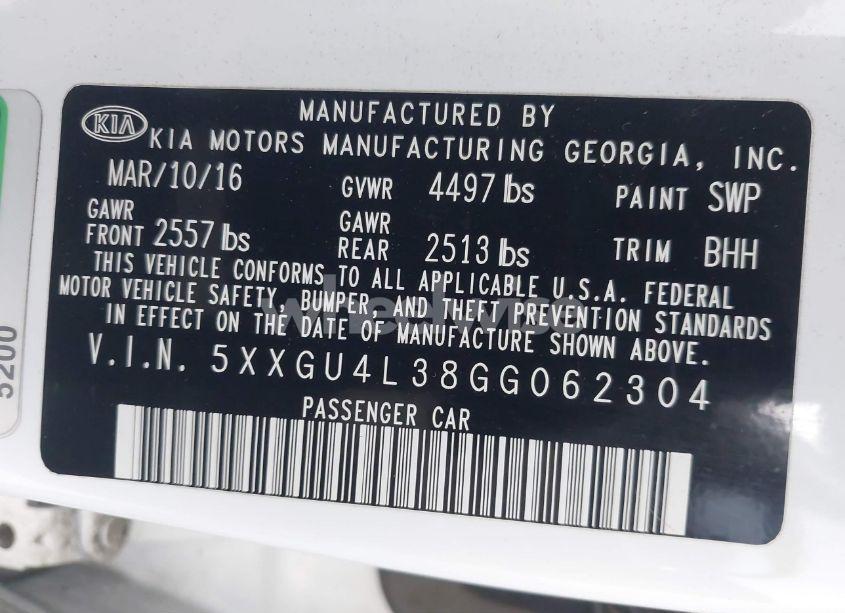 MANUFACTURED BY
KIA KIA MOTORS MANUFACTURING GEORGIA, INC.
MAR/10/16 GVWR 4497 lbs PAINT SWP
GAWR FRONT 2557 lbs GAWR REAR 2513 lbs TRIM BHH
THIS VEHICLE CONFORMS TO ALL APPLICABLE U.S.A. FEDERAL
MOTOR VEHICLE SAFETY, BUMPER, AND THEFT PREVENTION STANDARDS
IN EFFECT ON THE DATE OF MANUFACTURE SHOWN ABOVE.
V.I.N. 5XXGU4L38GG062304
PASSENGER CAR
5200
wheelwise